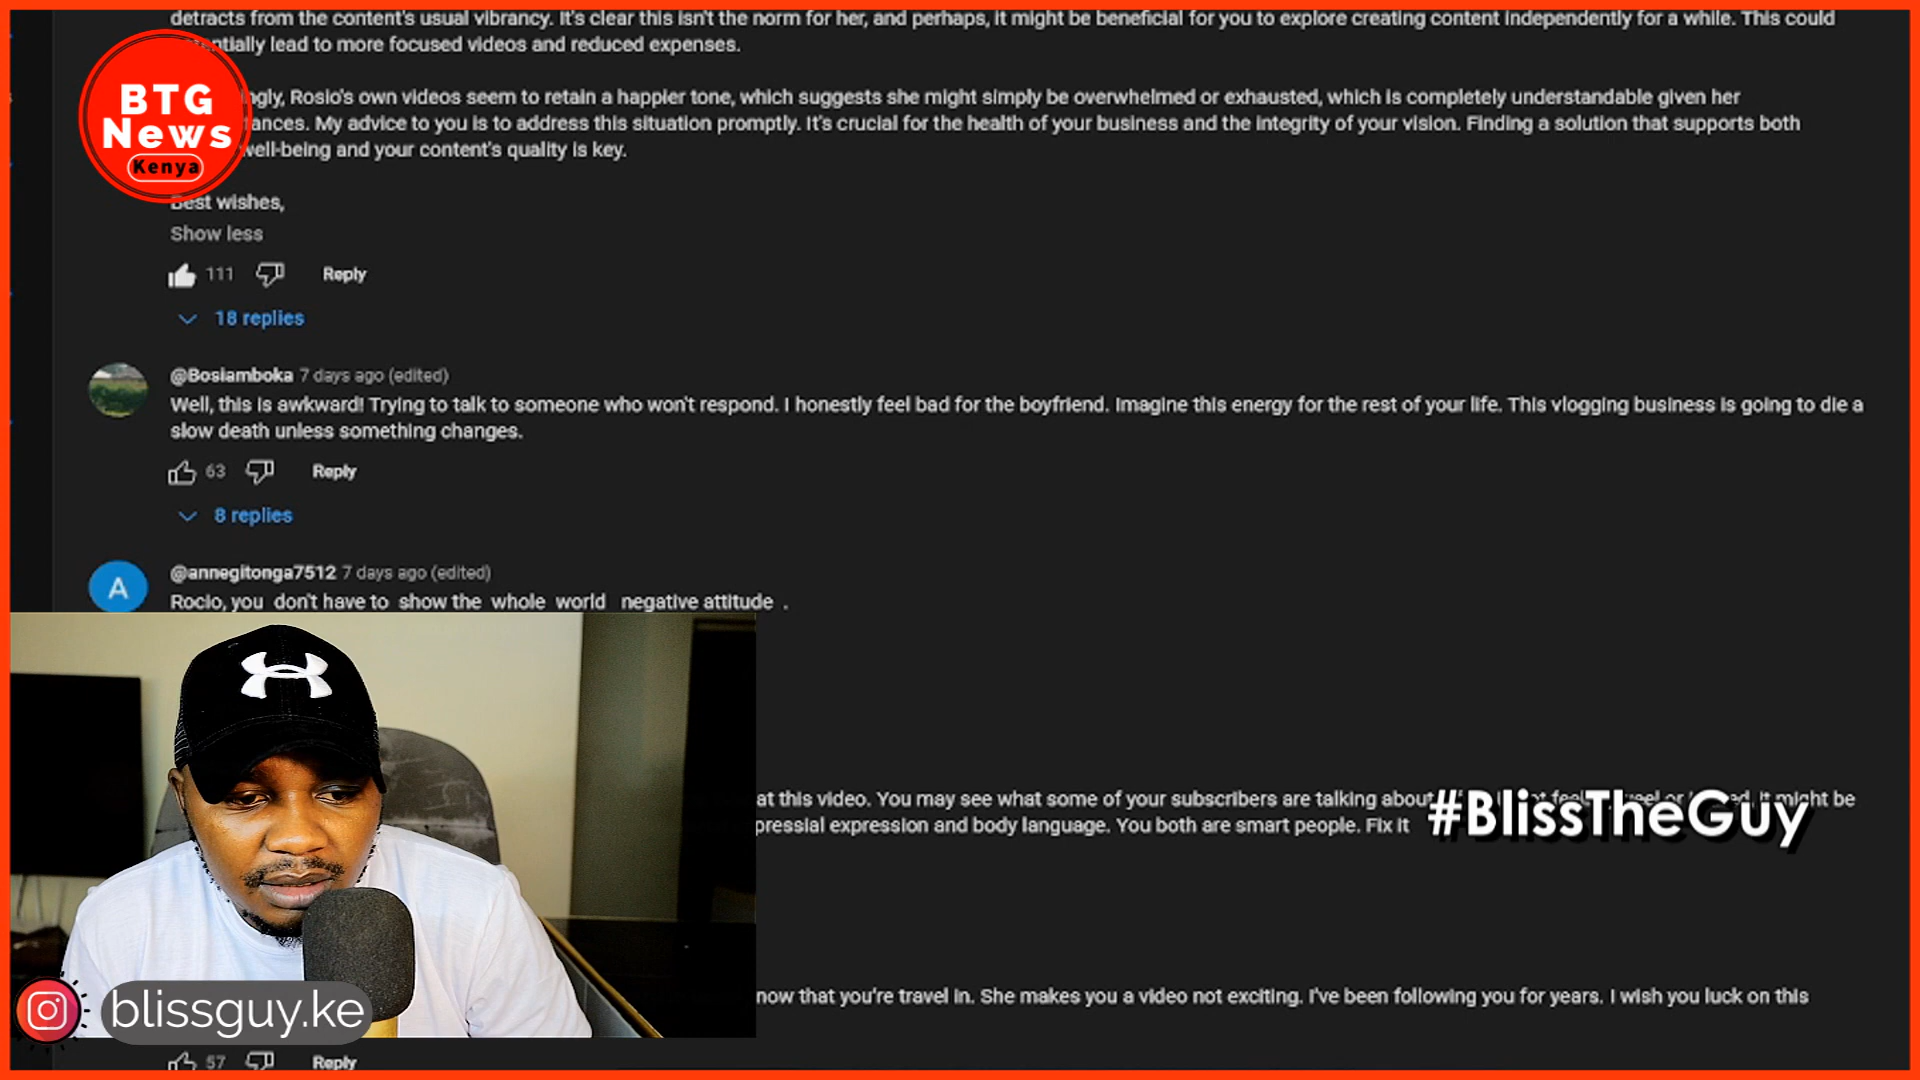 detracts from the content's usual vibrancy. It's clear this isn't the norm for her, and perhaps, it might be beneficial for you to explore creating content independently for a while. This could
tially lead to more focused videos and reduced expenses.
BTG
News
Kenya
ngly, Rosio's own videos seem to retain a happier tone, which suggests she might simply be overwhelmed or exhausted, which is completely understandable given her
ances. My advice to you is to address this situation promptly. It's crucial for the health of your business and the integrity of your vision. Finding a solution that supports both
well-being and your content's quality is key.
Best wishes,
Show less
111 Reply
18 replies
@Bosiamboka 7 days ago (edited)
Well, this is awkward! Trying to talk to someone who won't respond. I honestly feel bad for the boyfriend. Imagine this energy for the rest of your life. This vlogging business is going to die a
slow death unless something changes.
63 Reply
8 replies
A
@annegitonga7512 7 days ago (edited)
Rocio, you don't have to show the whole world negative attitude .
at this video. You may see what some of your subscribers are talking about it might be
pressial expression and body language. You both are smart people. Fix it
#BlissTheGuy
now that you're travel in. She makes you a video not exciting. I've been following you for years. I wish you luck on this
blissguy.ke
57 Reply